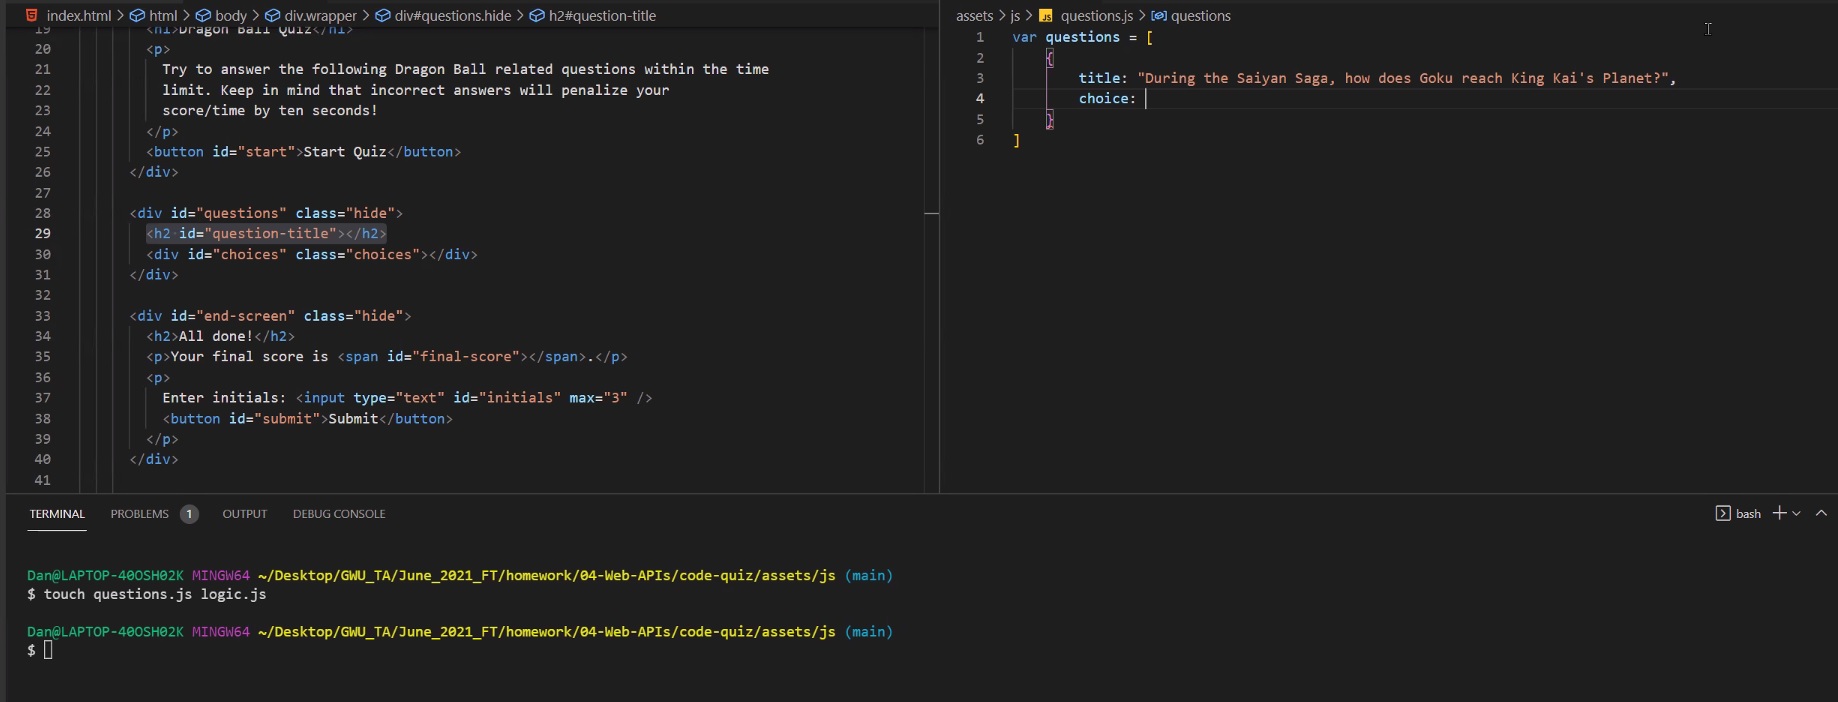 index.html > html > body > div.wrapper > div#questions.hide > h2#question-title
19 <h1>Dragon Ball Quiz</h1>
20 <p>
21 Try to answer the following Dragon Ball related questions within the time
22 limit. Keep in mind that incorrect answers will penalize your
23 score/time by ten seconds!
24 </p>
25 <button id="start">Start Quiz</button>
26 </div>
27
28 <div id="questions" class="hide">
29 <h2 id="question-title"></h2>
30 <div id="choices" class="choices"></div>
31 </div>
32
33 <div id="end-screen" class="hide">
34 <h2>All done!</h2>
35 <p>Your final score is <span id="final-score"></span>.</p>
36 <p>
37 Enter initials: <input type="text" id="initials" max="3" />
38 <button id="submit">Submit</button>
39 </p>
40 </div>
41
assets > js > JS questions.js > questions
1 var questions = [
2 {
3 title: "During the Saiyan Saga, how does Goku reach King Kai's Planet?",
4 choice:
5 }
6 ]
TERMINAL PROBLEMS 1 OUTPUT DEBUG CONSOLE
bash
Dan@LAPTOP-40OSH02K MINGW64 ~/Desktop/GWU_TA/June_2021_FT/homework/04-Web-APIs/code-quiz/assets/js (main)
$ touch questions.js logic.js
Dan@LAPTOP-40OSH02K MINGW64 ~/Desktop/GWU_TA/June_2021_FT/homework/04-Web-APIs/code-quiz/assets/js (main)
$